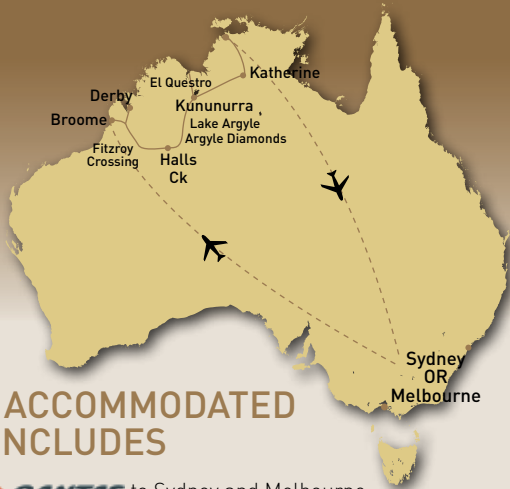 El Questro
Katherine
Derby
Kununurra
Broome
Lake Argyle
Argyle Diamonds
Fitzroy
Crossing
Halls
Ck
Sydney
OR
Melbourne
ACCOMMODATED
NCLUDES
to Sydney and Melbourne